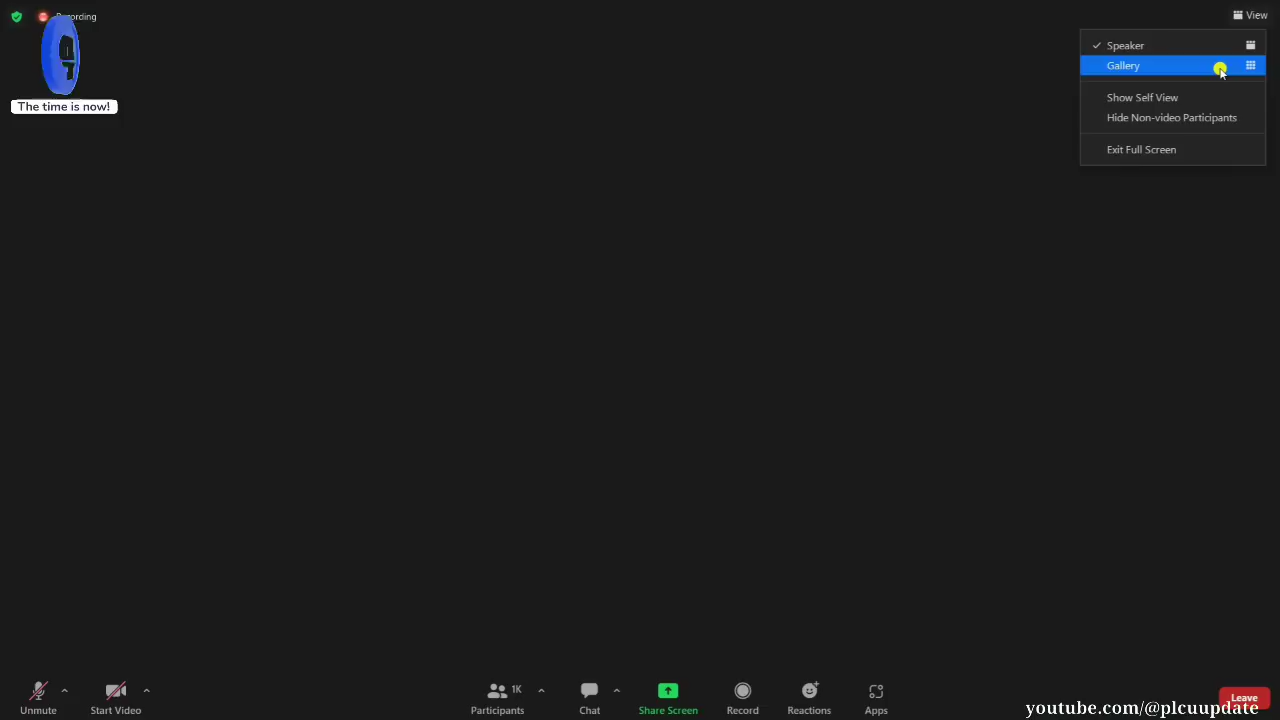 Recording
View
The time is now!
Speaker
Gallery
Show Self View
Hide Non-video Participants
Exit Full Screen
Unmute
Start Video
1K
Participants
Chat
Share Screen
Record
Reactions
Apps
Leave
youtube.com/@plcuupdate